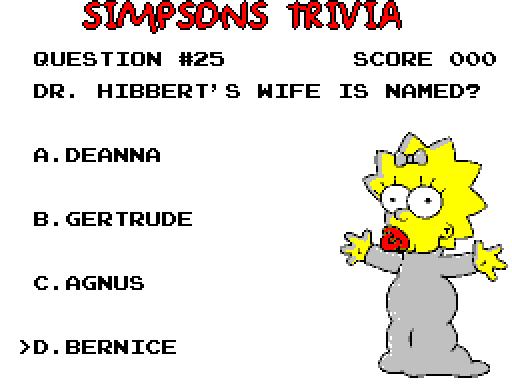 SIMPSONS TRIVIA
QUESTION #25 SCORE 000
DR. HIBBERT'S WIFE IS NAMED?
A.DEANNA
B.GERTRUDE
C.AGNUS
>D.BERNICE